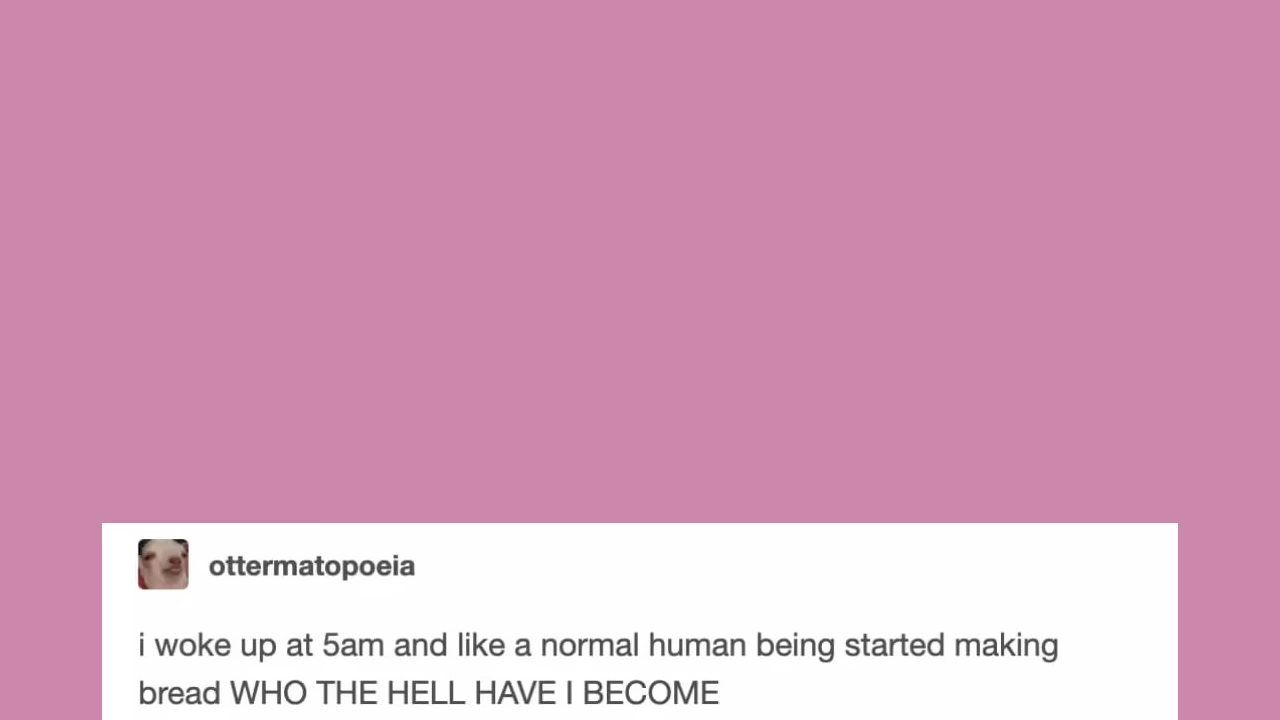 ottermatopoeia
i woke up at 5am and like a normal human being started making
bread WHO THE HELL HAVE I BECOME